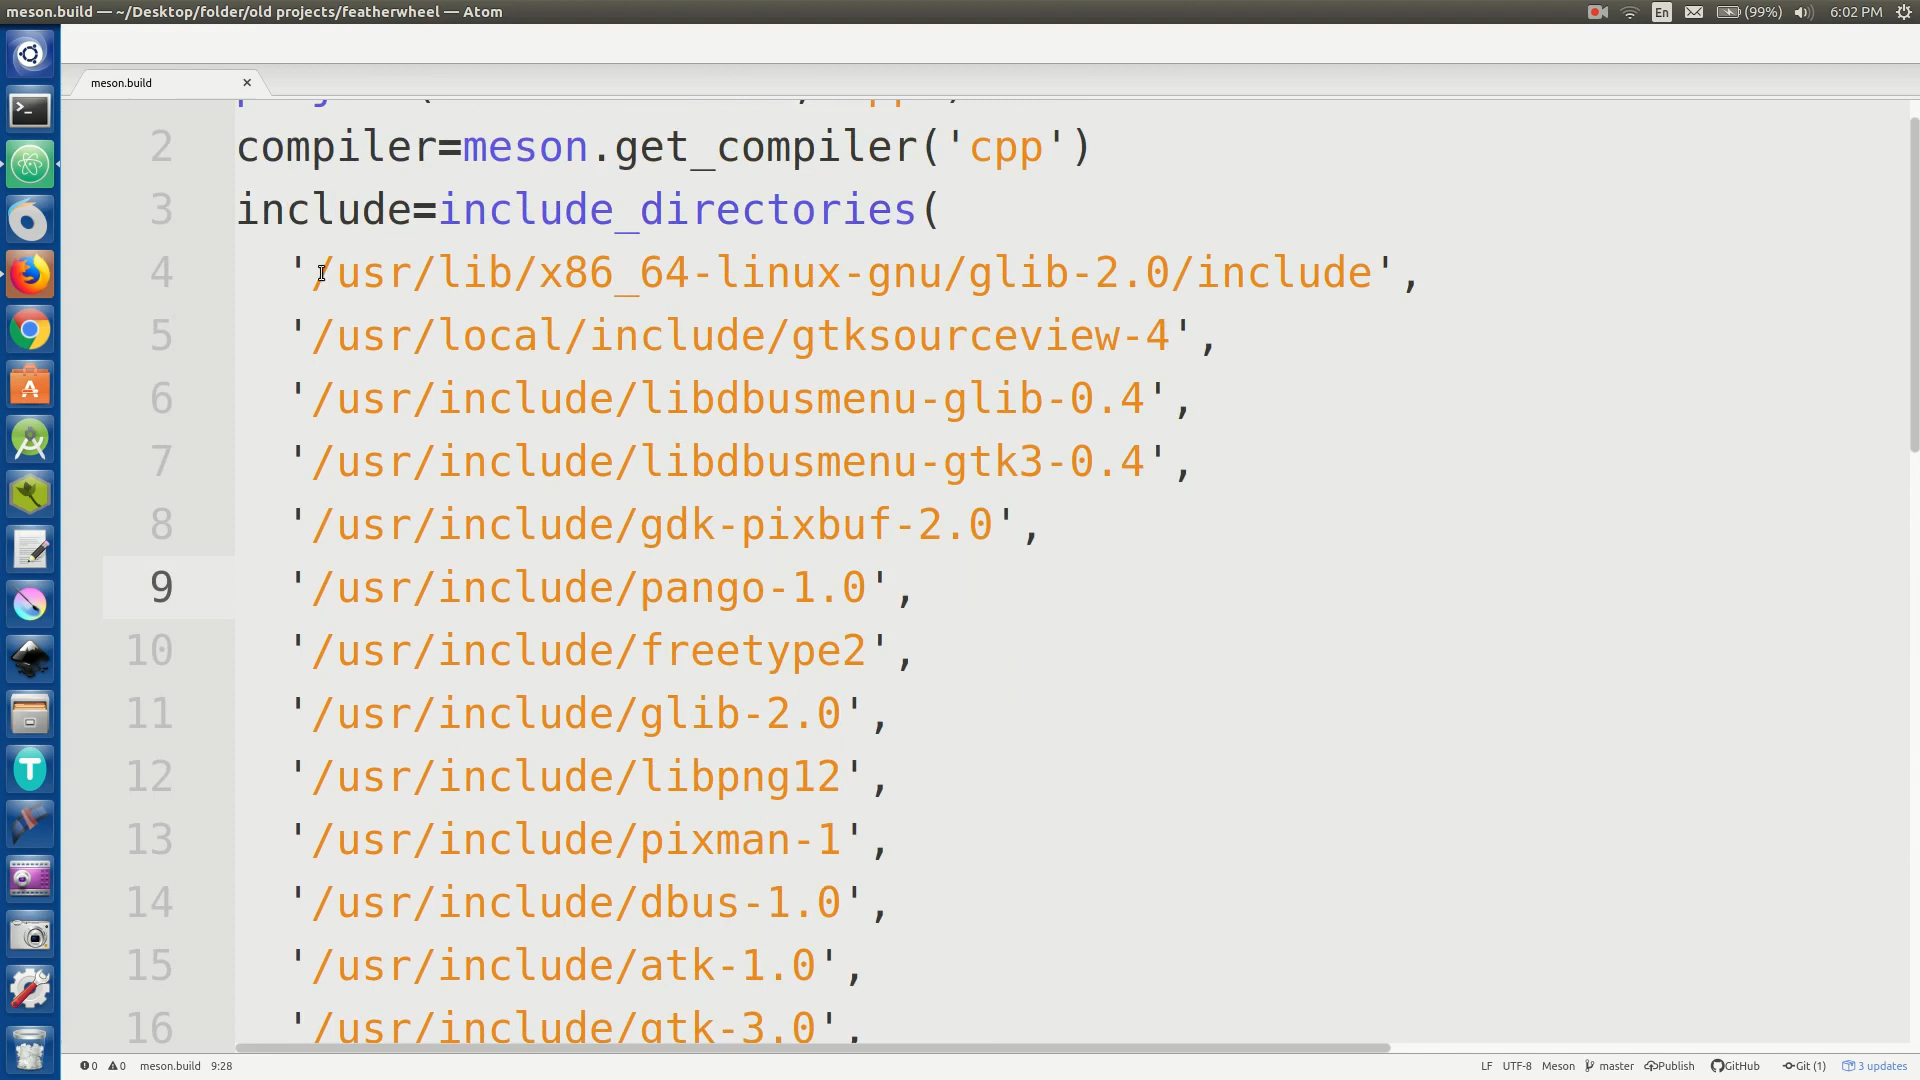 meson.build — ~/Desktop/folder/old projects/featherwheel — Atom
En
(99%)
6:02 PM
meson.build
2 compiler=meson.get_compiler('cpp')
3 include=include_directories(
4 '/usr/lib/x86_64-linux-gnu/glib-2.0/include',
5 '/usr/local/include/gtksourceview-4',
6 '/usr/include/libdbusmenu-glib-0.4',
7 '/usr/include/libdbusmenu-gtk3-0.4',
8 '/usr/include/gdk-pixbuf-2.0',
9 '/usr/include/pango-1.0',
10 '/usr/include/freetype2',
11 '/usr/include/glib-2.0',
12 '/usr/include/libpng12',
13 '/usr/include/pixman-1',
14 '/usr/include/dbus-1.0',
15 '/usr/include/atk-1.0',
16 '/usr/include/gtk-3.0',
0 0 meson.build 9:28
LF UTF-8 Meson master Publish GitHub Git (1) 3 updates